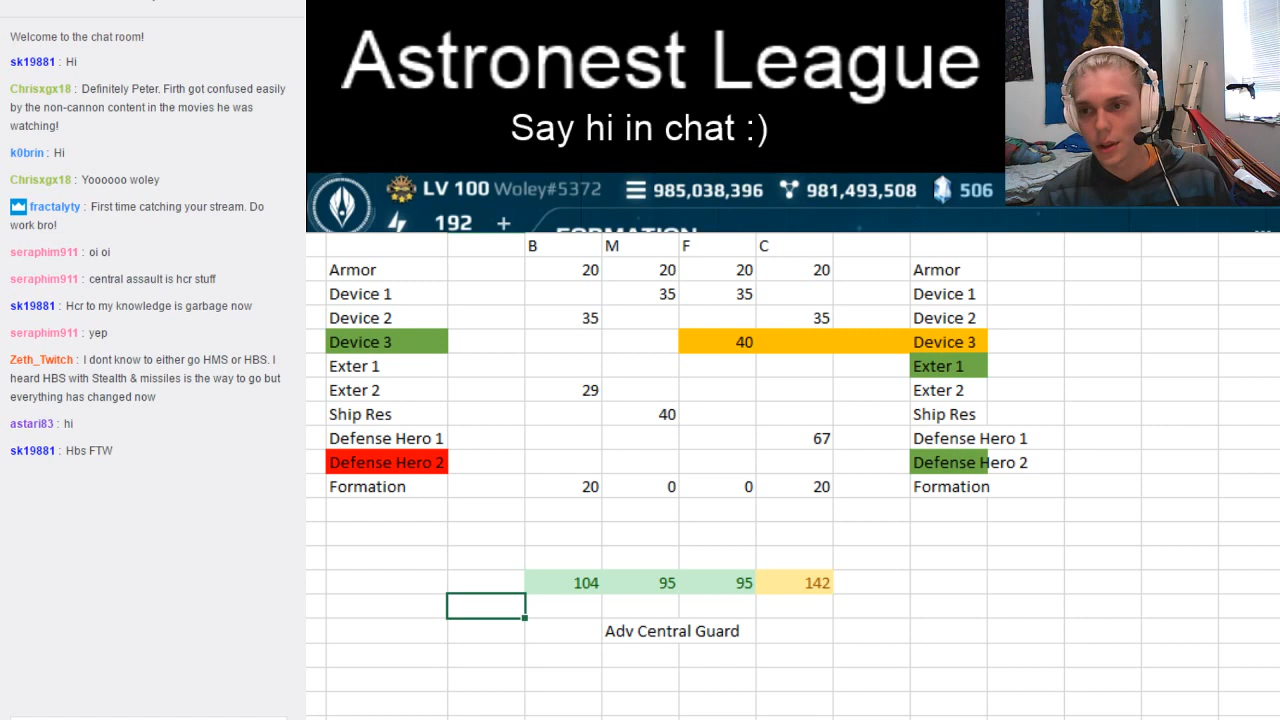 Welcome to the chat room!
sk19881 : Hi
Chrisxgx18 : Definitely Peter. Firth got confused easily
by the non-cannon content in the movies he was
watching!
k0brin : Hi
Chrisxgx18 : Yoooooo woley
fractalyty : First time catching your stream. Do
work bro!
seraphim911 : oi oi
seraphim911 : central assault is hcr stuff
sk19881 : Hcr to my knowledge is garbage now
seraphim911 : yep
Zeth_Twitch : I dont know to either go HMS or HBS. I
heard HBS with Stealth & missiles is the way to go but
everything has changed now
astari83 : hi
sk19881 : Hbs FTW
Astronest League
Say hi in chat :)
LV 100 Woley#5372 985,038,396 981,493,508 506
192 +
FORMATION
B M F C
Armor 20 20 20 20 Armor
Device 1 35 35 Device 1
Device 2 35 35 Device 2
Device 3 40 Device 3
Exter 1 Exter 1
Exter 2 29 Exter 2
Ship Res 40 Ship Res
Defense Hero 1 67 Defense Hero 1
Defense Hero 2 Defense Hero 2
Formation 20 0 0 20 Formation
104 95 95 142
Adv Central Guard